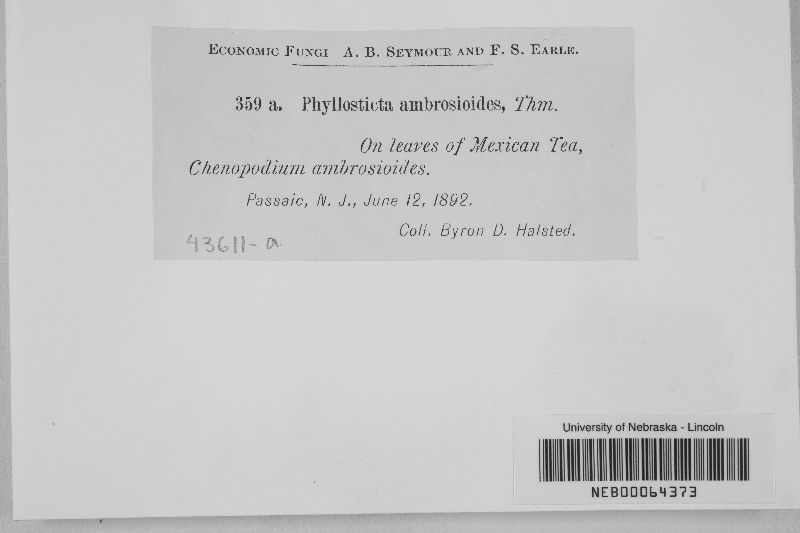 ECONOMIC FUNGI A. B. SEYMOUR AND F. S. EARLE.
359 a. Phyllosticta ambrosioides, Thm.
On leaves of Mexican Tea,
Chenopodium ambrosioides.
Passaic, N. J., June 12, 1892.
Coll. Byron D. Halsted.
43611-a
University of Nebraska - Lincoln
NEB00064373